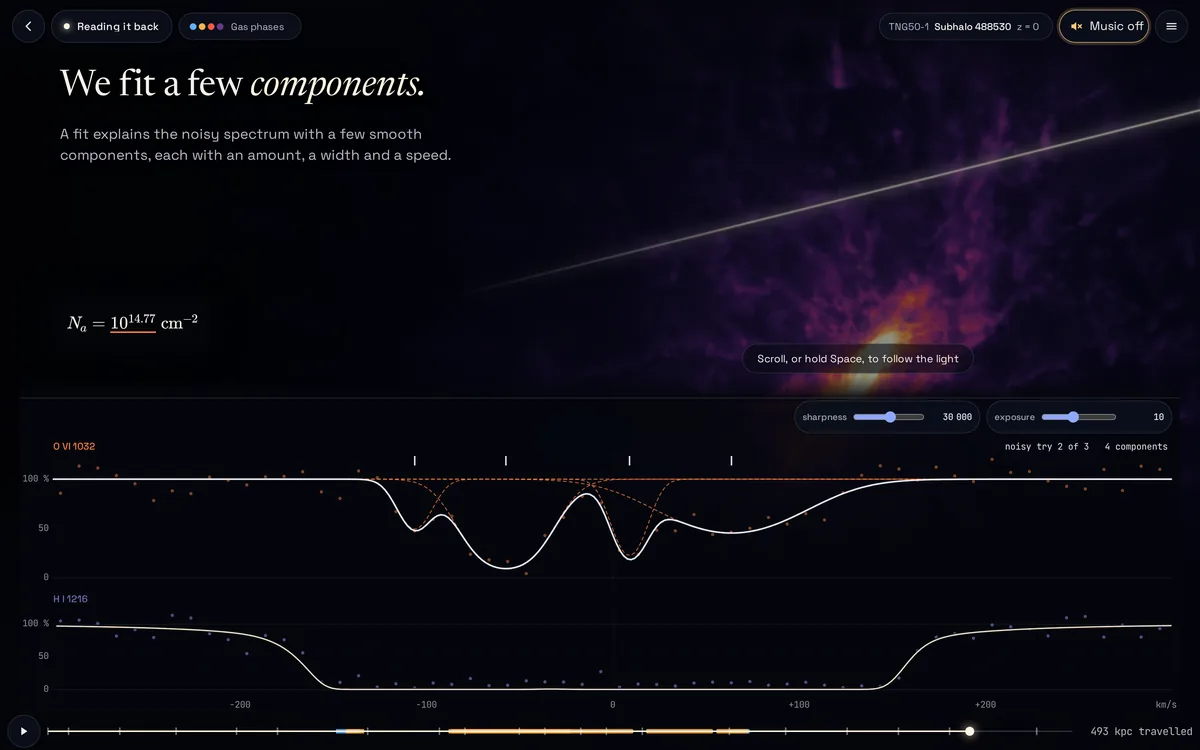 Reading it back
Gas phases
TNG50-1 Subhalo 488530 z = 0
Music off
We fit a few components.
A fit explains the noisy spectrum with a few smooth
components, each with an amount, a width and a speed.
Nₐ = 10¹⁴·⁷⁷ cm⁻²
Scroll, or hold Space, to follow the light
sharpness 30 000
exposure 10
O VI 1032
noisy try 2 of 3 4 components
100 %
50
0
H I 1216
100 %
50
0
-200 -100 0 +100 +200 km/s
493 kpc travelled